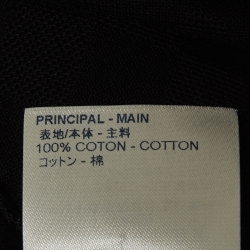 PRINCIPAL - MAIN
表地/本体 - 主料
100% COTON - COTTON
コットン - 棉